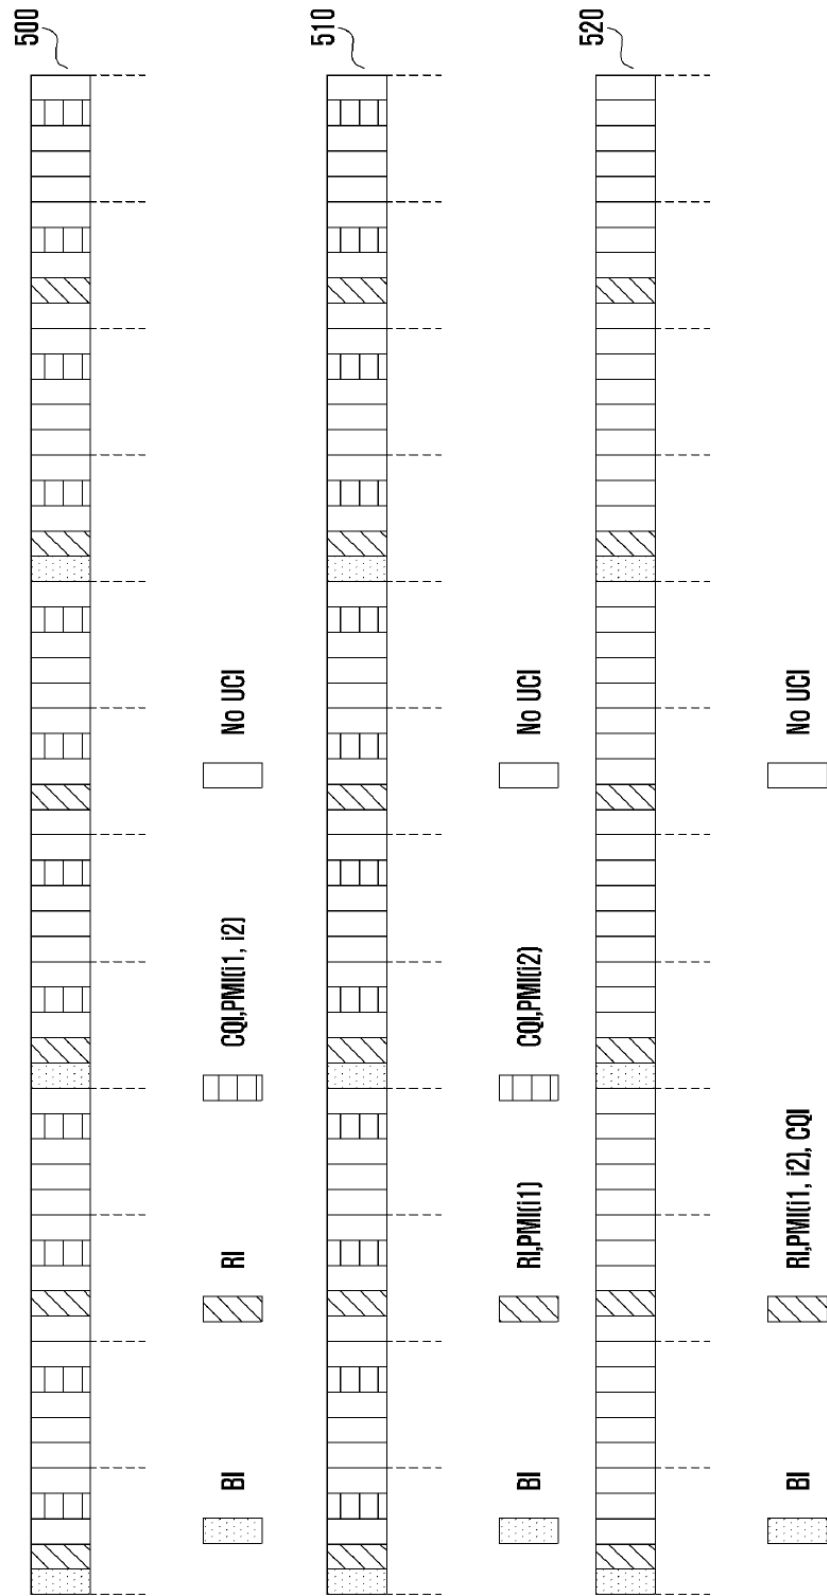 500
BI
RI
CQI,PMI(i1, i2)
No UCI
510
BI
RI,PMI(i1)
CQI,PMI(i2)
No UCI
520
BI
RI,PMI(i1, i2), CQI
No UCI